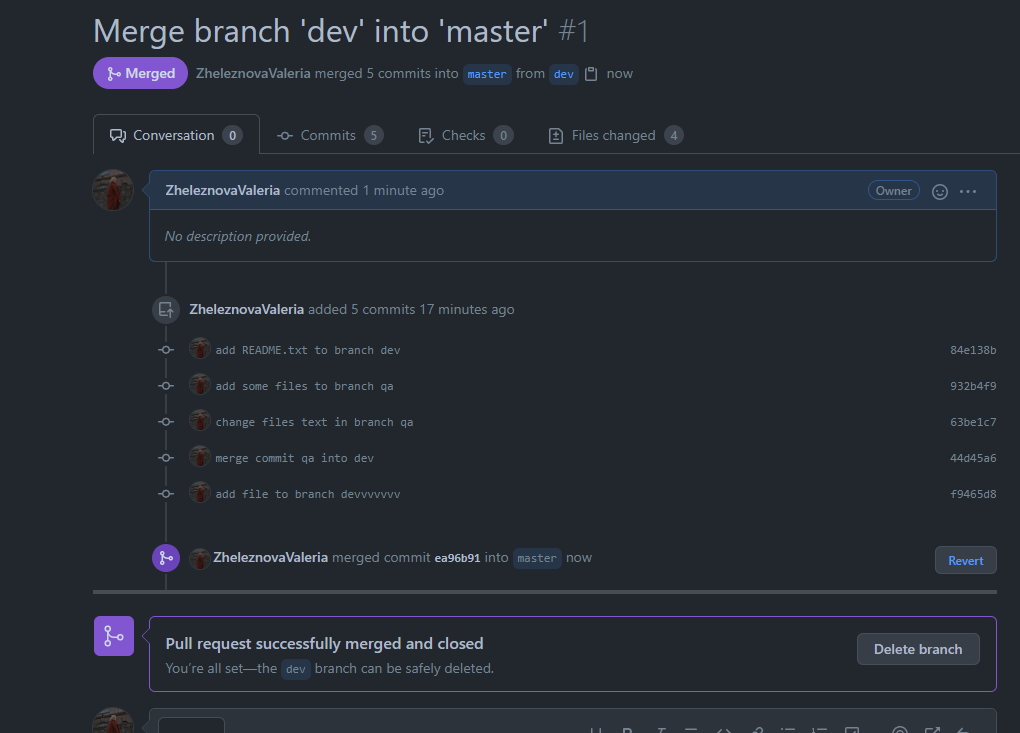 Merge branch 'dev' into 'master' #1
Merged ZheleznovaValeria merged 5 commits into master from dev now
Conversation 0 Commits 5 Checks 0 Files changed 4
ZheleznovaValeria commented 1 minute ago Owner
No description provided.
ZheleznovaValeria added 5 commits 17 minutes ago
add README.txt to branch dev 84e138b
add some files to branch qa 932b4f9
change files text in branch qa 63be1c7
merge commit qa into dev 44d45a6
add file to branch devvvvvvv f9465d8
ZheleznovaValeria merged commit ea96b91 into master now Revert
Pull request successfully merged and closed
You're all set—the dev branch can be safely deleted. Delete branch